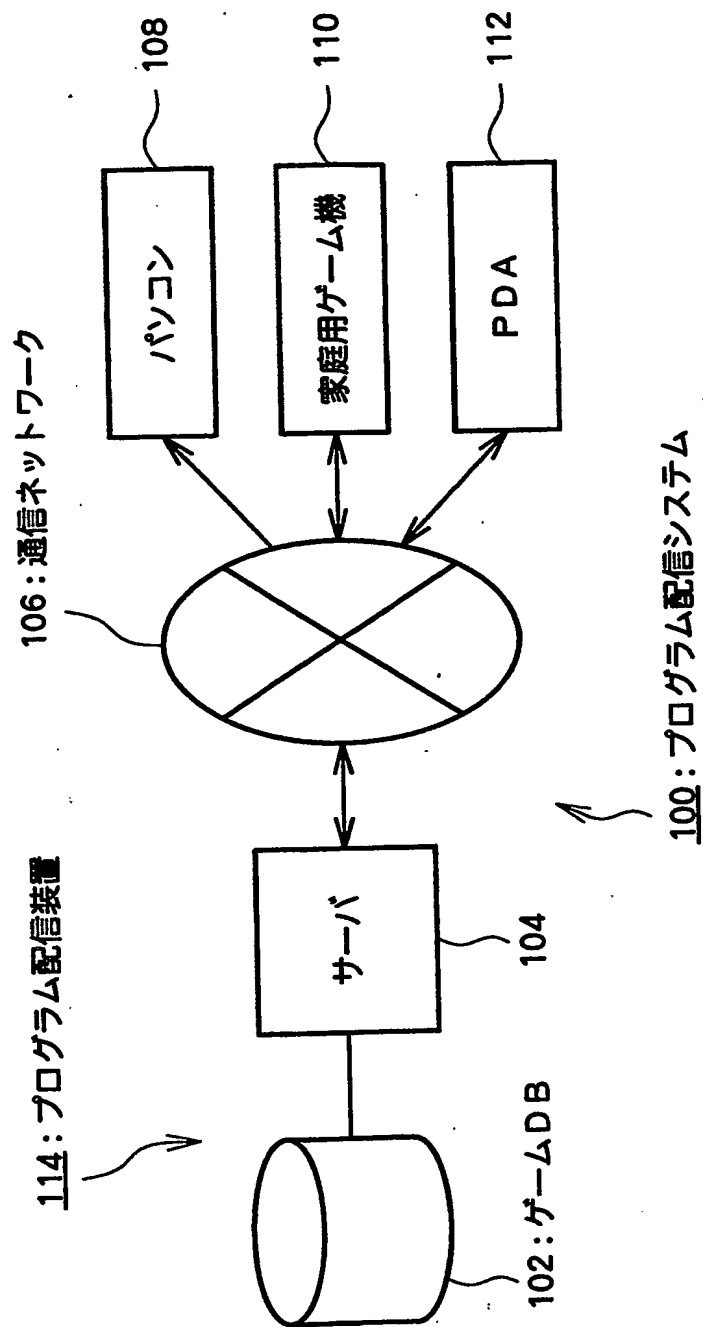 114：プログラム配信装置
102：ゲームDB
サーバ
104
106：通信ネットワーク
パソコン
108
家庭用ゲーム機
110
PDA
112
100：プログラム配信システム